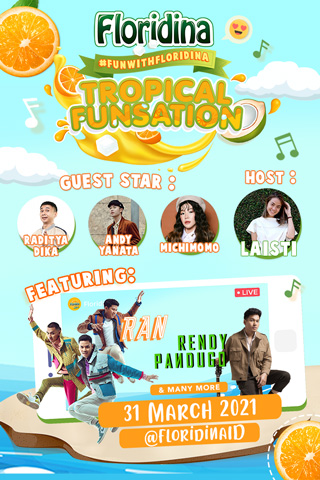 Floridina
#FUNWITHFLORIDINA
TROPICAL
FUNSATION
GUEST STAR :
HOST :
RADITYA
DIKA
ANDY
YANATA
MICHIMOMO
LAISTI
FEATURING:
LIVE
RAN
RENDY
PANDUGO
& MANY MORE
31 MARCH 2021
@FLORIDINAID